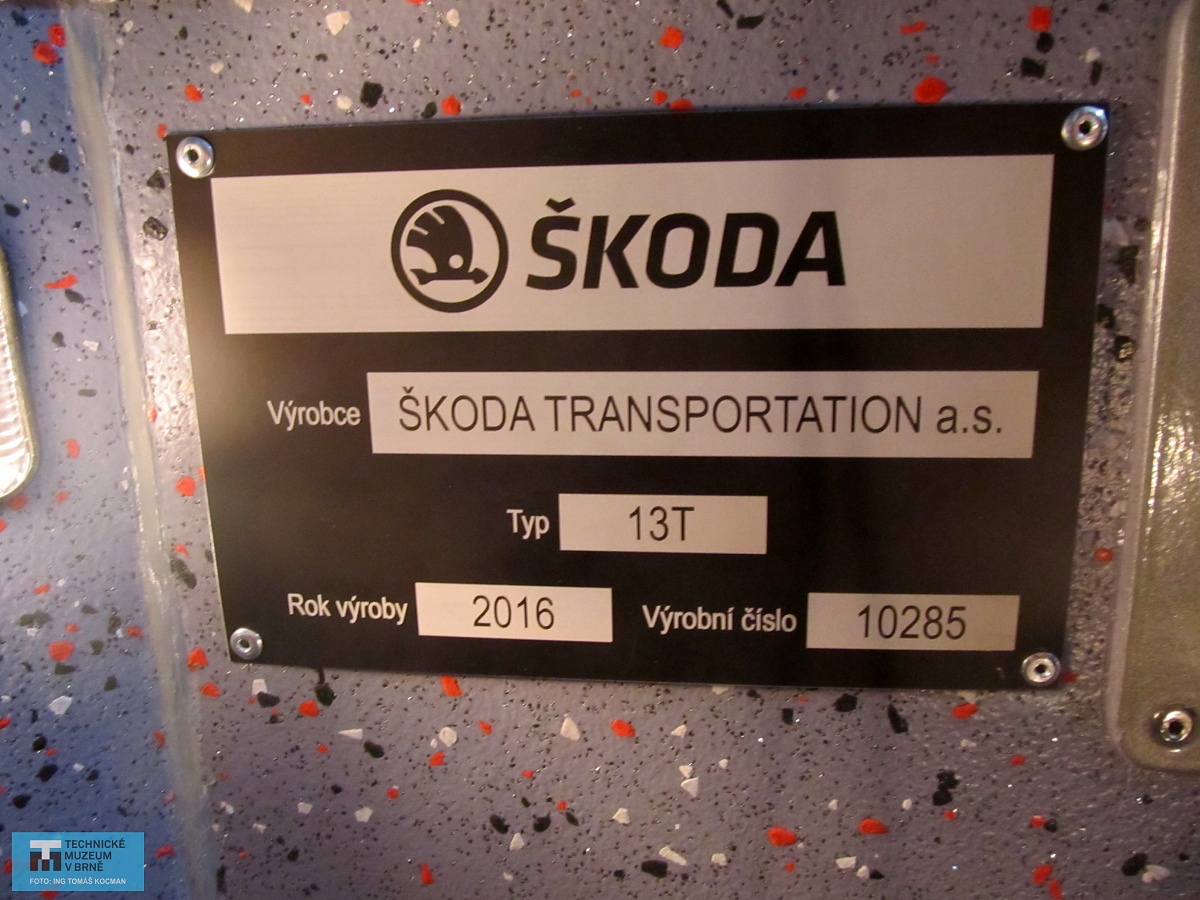 ŠKODA
Výrobce ŠKODA TRANSPORTATION a.s.
Typ 13T
Rok výroby 2016 Výrobní číslo 10285
TECHNICKÉ
MUZEUM
V BRNĚ
FOTO: ING TOMÁŠ KOCMAN